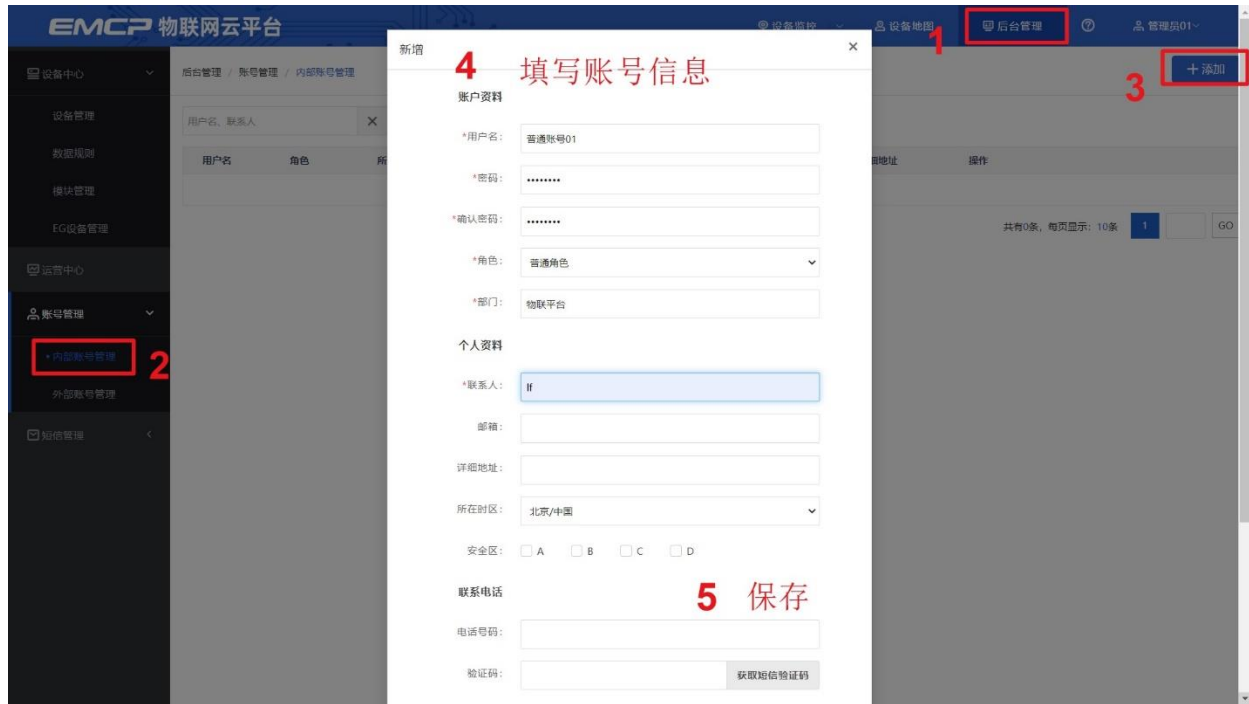 EMCP 物联网云平台
设备监控
设备地图
1
后台管理
管理员01
设备中心
后台管理 / 账号管理 / 内部账号管理
新增
×
3
+ 添加
4 填写账号信息
账户资料
设备管理
用户名、联系人
*用户名:
普通账号01
数据规则
用户名
角色
所
细地址
操作
*密码:
••••••••
模块管理
*确认密码:
••••••••
EG设备管理
共有0条，每页显示: 10条
1
GO
*角色:
普通角色
运营中心
*部门:
物联平台
账号管理
个人资料
•内部账号管理
2
*联系人:
lf
外部账号管理
邮箱:
短信管理
详细地址:
所在时区:
北京/中国
安全区:
A
B
C
D
联系电话
5 保存
电话号码:
验证码:
获取短信验证码